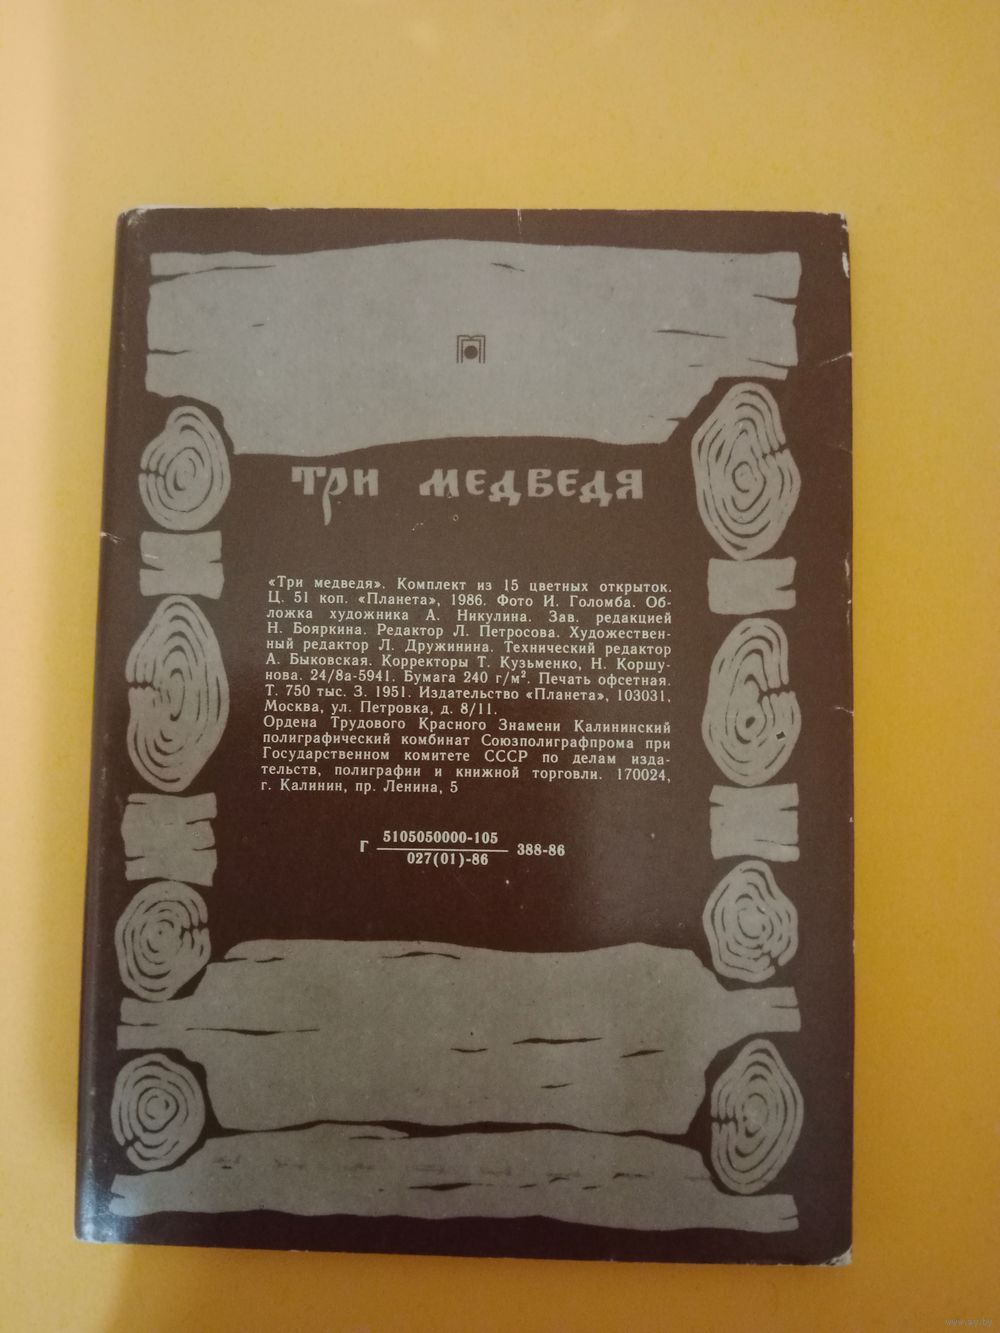 три медведя
«Три медведя». Комплект из 15 цветных открыток.
Ц. 51 коп. «Планета», 1986. Фото И. Голомба. Об-
ложка художника А. Никулина. Зав. редакцией
Н. Бояркина. Редактор Л. Петросова. Художествен-
ный редактор Л. Дружинина. Технический редактор
А. Быковская. Корректоры Т. Кузьменко, Н. Коршу-
нова. 24/8а-5941. Бумага 240 г/м². Печать офсетная.
Т. 750 тыс. З. 1951. Издательство «Планета», 103031,
Москва, ул. Петровка, д. 8/11.
Ордена Трудового Красного Знамени Калининский
полиграфический комбинат Союзполиграфпрома при
Государственном комитете СССР по делам изда-
тельств, полиграфии и книжной торговли. 170024,
г. Калинин, пр. Ленина, 5
Г 5105050000-105 388-86
027(01)-86
www.ay.by